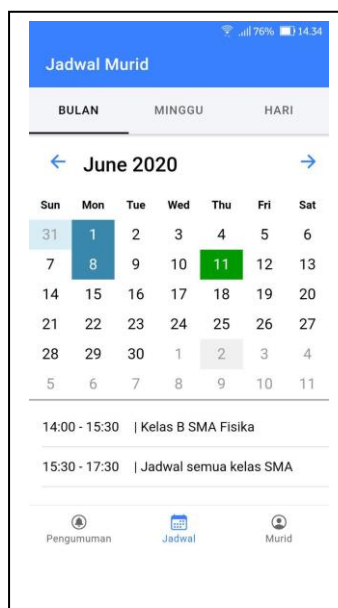 76% 14.34
Jadwal Murid
BULAN MINGGU HARI
← June 2020 →
Sun Mon Tue Wed Thu Fri Sat
31 1 2 3 4 5 6
7 8 9 10 11 12 13
14 15 16 17 18 19 20
21 22 23 24 25 26 27
28 29 30 1 2 3 4
5 6 7 8 9 10 11
14:00 - 15:30 | Kelas B SMA Fisika
15:30 - 17:30 | Jadwal semua kelas SMA
Pengumuman Jadwal Murid